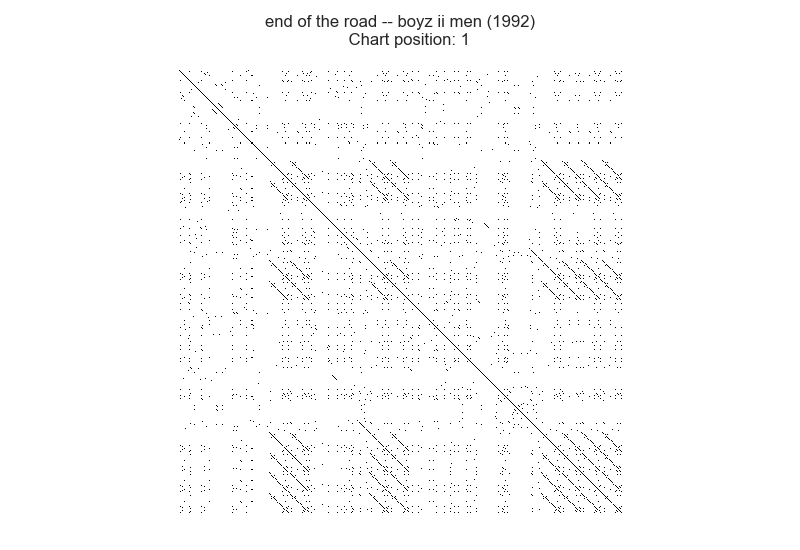 end of the road -- boyz ii men (1992)
Chart position: 1